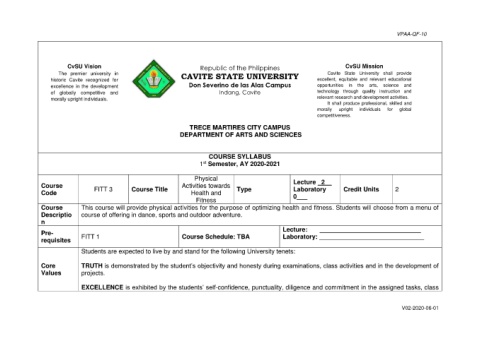 VPAA-QF-10
CvSU Vision
The premier university in
historic Cavite recognized for
excellence in the development
of globally competitive and
morally upright individuals.
Republic of the Philippines
CAVITE STATE UNIVERSITY
Don Severino de las Alas Campus
Indang, Cavite
CvSU Mission
Cavite State University shall provide
excellent, equitable and relevant educational
opportunities in the arts, science and
technology through quality instruction and
relevant research and development activities.
It shall produce professional, skilled and
morally upright individuals for global
competitiveness.
TRECE MARTIRES CITY CAMPUS
DEPARTMENT OF ARTS AND SCIENCES
COURSE SYLLABUS
1st Semester, AY 2020-2021
Course
Code
FITT 3
Course Title
Physical
Activities towards
Health and
Fitness
Type
Lecture _2__
Laboratory
0___
Credit Units
2
Course
Descriptio
n
This course will provide physical activities for the purpose of optimizing health and fitness. Students will choose from a menu of
course of offering in dance, sports and outdoor adventure.
Pre-
requisites
FITT 1
Course Schedule: TBA
Lecture:
Laboratory:
Core
Values
Students are expected to live by and stand for the following University tenets:
TRUTH is demonstrated by the student's objectivity and honesty during examinations, class activities and in the development of
projects.
EXCELLENCE is exhibited by the students' self-confidence, punctuality, diligence and commitment in the assigned tasks, class
V02-2020-06-01